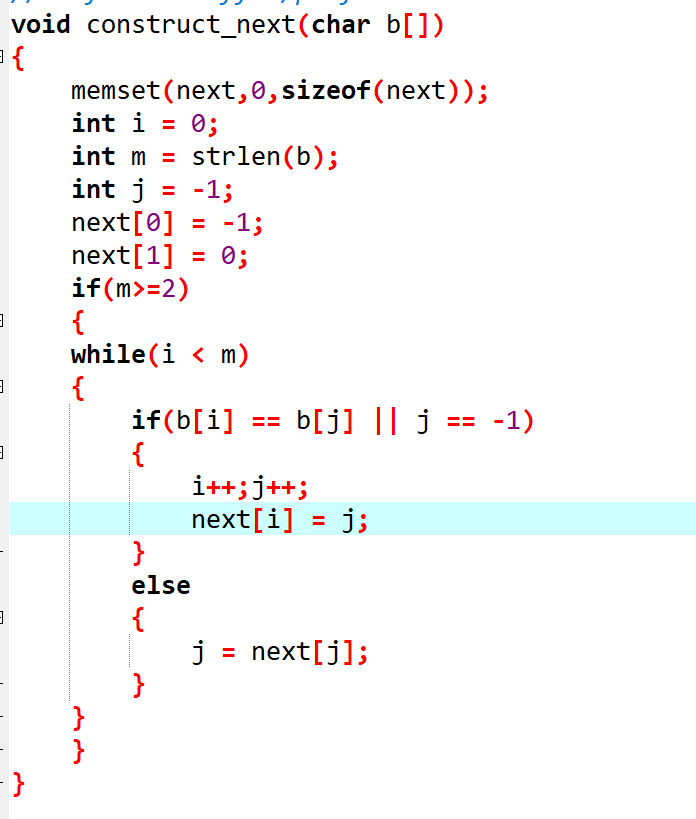 void construct_next(char b[])
{
memset(next,0,sizeof(next));
int i = 0;
int m = strlen(b);
int j = -1;
next[0] = -1;
next[1] = 0;
if(m>=2)
{
while(i < m)
{
if(b[i] == b[j] || j == -1)
{
i++;j++;
next[i] = j;
}
else
{
j = next[j];
}
}
}
}